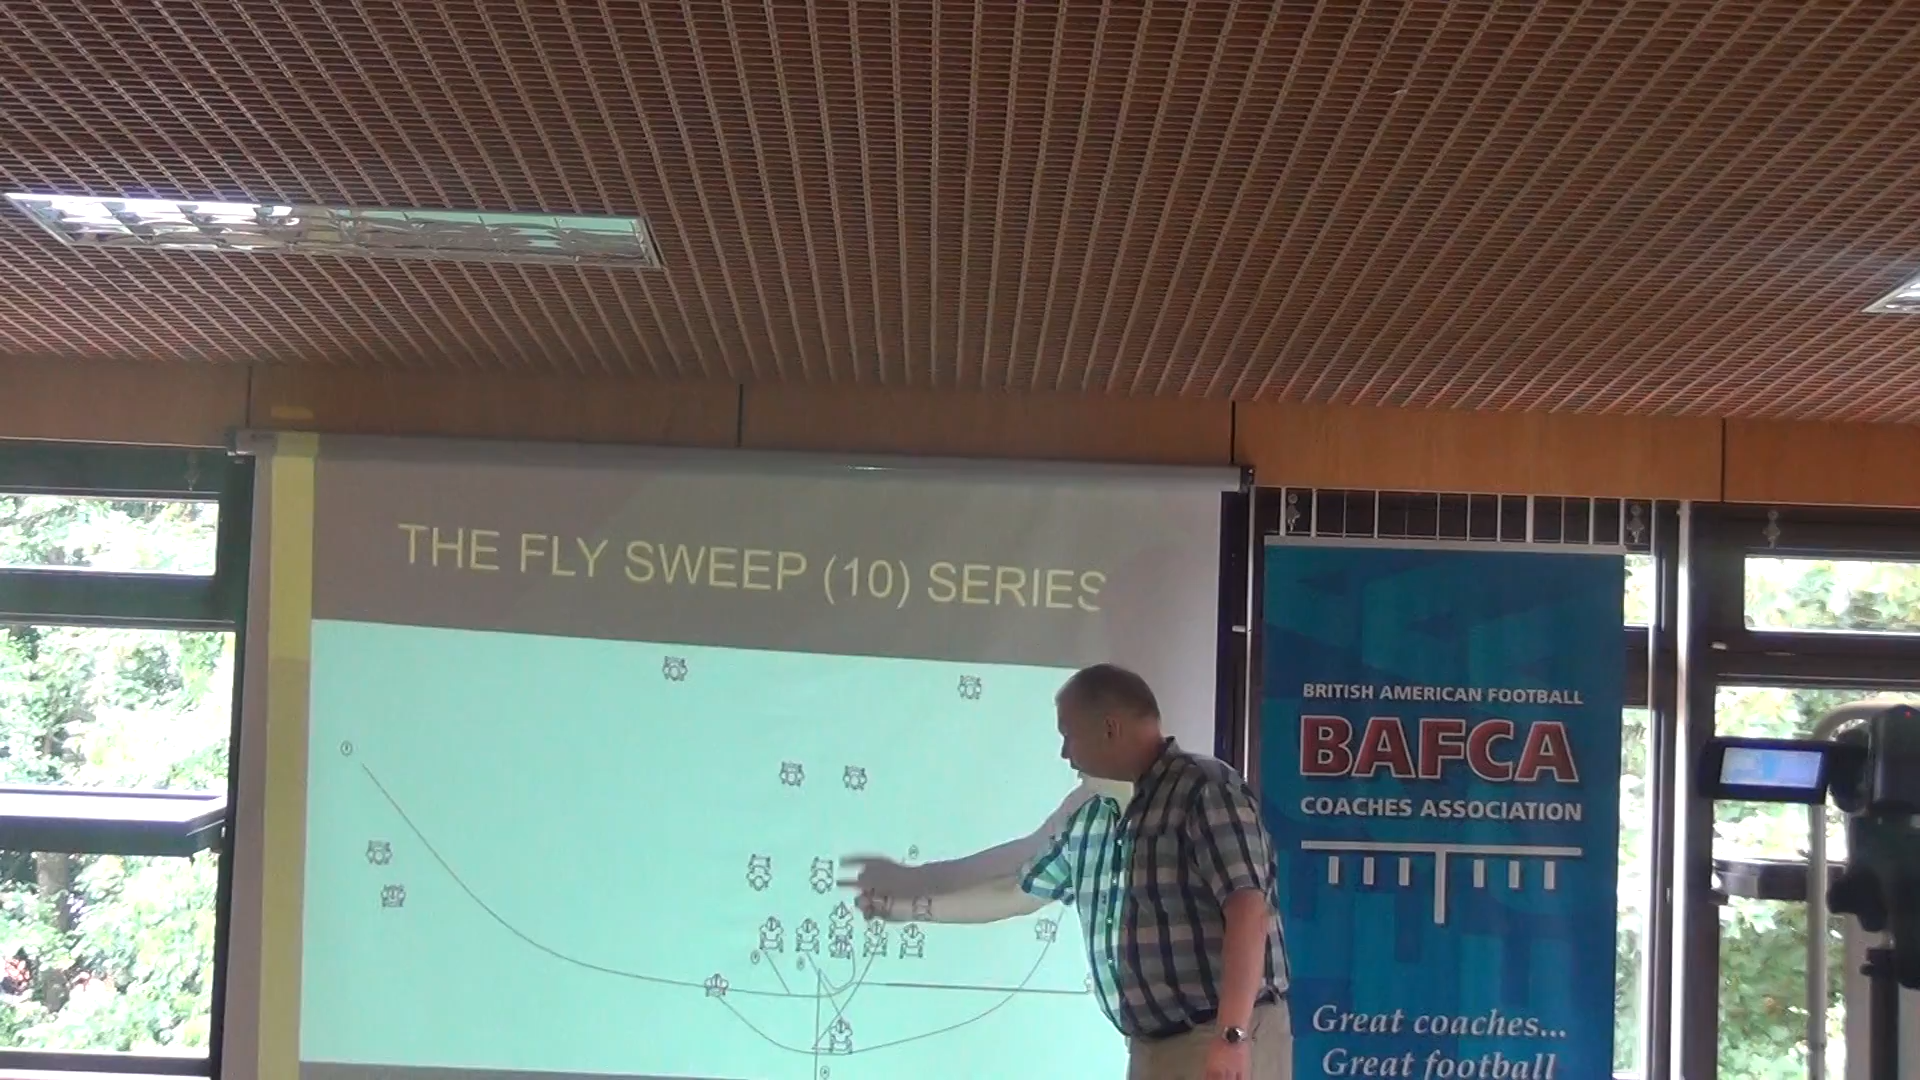 THE FLY SWEEP (10) SERIES
BRITISH AMERICAN FOOTBALL
BAFCA
COACHES ASSOCIATION
Great coaches...
Great football